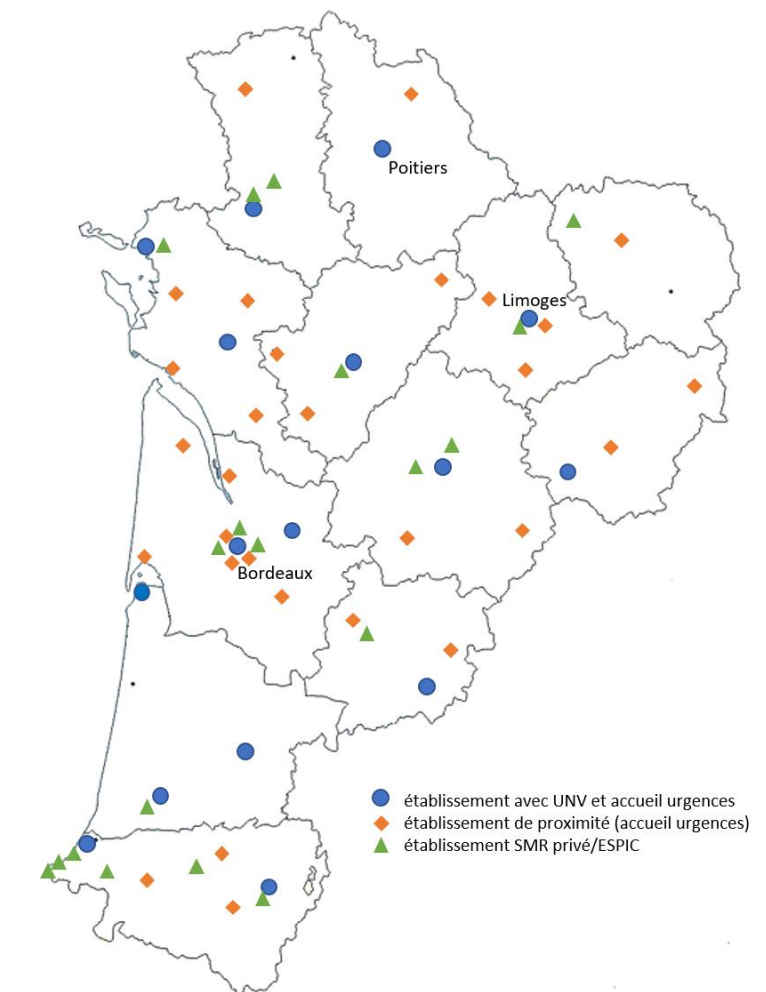 Poitiers
Limoges
Bordeaux
établissement avec UNV et accueil urgences
établissement de proximité (accueil urgences)
établissement SMR privé/ESPIC